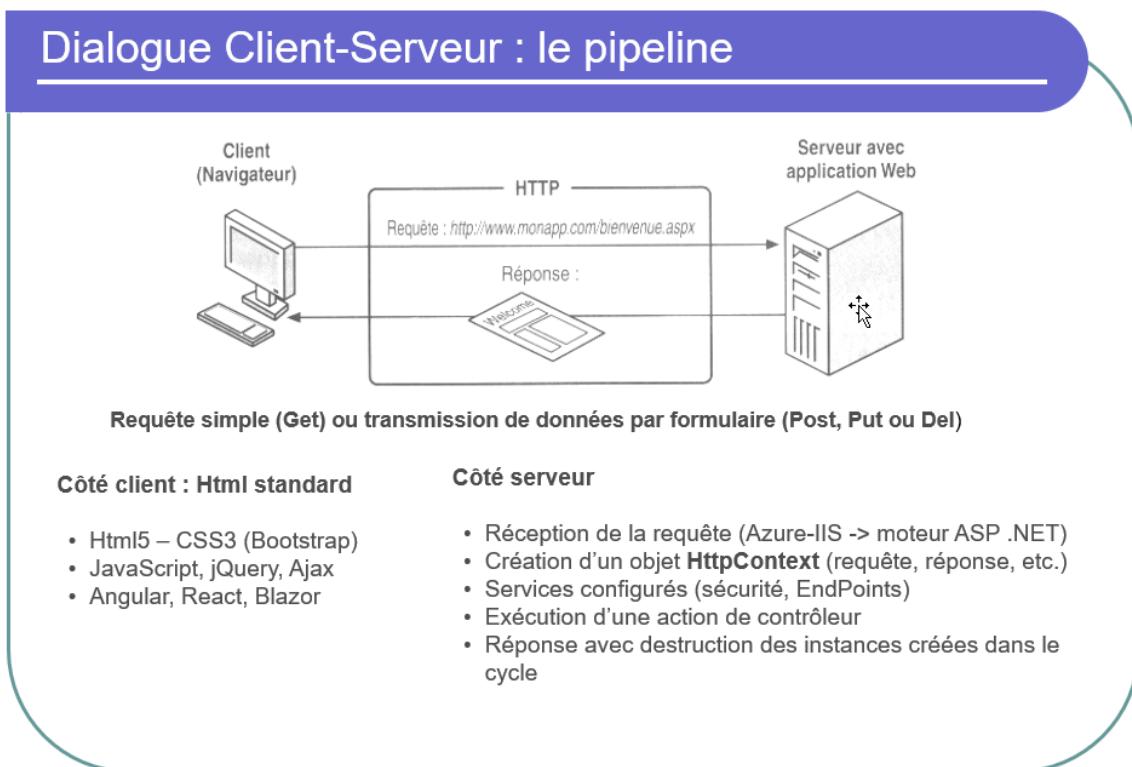 Dialogue Client-Serveur : le pipeline
Client
(Navigateur)
Serveur avec
application Web
HTTP
Requête : http://www.monapp.com/bienvenue.aspx
Réponse :
Welcome
Requête simple (Get) ou transmission de données par formulaire (Post, Put ou Del)
Côté client : Html standard
• Html5 – CSS3 (Bootstrap)
• JavaScript, jQuery, Ajax
• Angular, React, Blazor
Côté serveur
• Réception de la requête (Azure-IIS -> moteur ASP .NET)
• Création d'un objet HttpContext (requête, réponse, etc.)
• Services configurés (sécurité, EndPoints)
• Exécution d'une action de contrôleur
• Réponse avec destruction des instances créées dans le
cycle